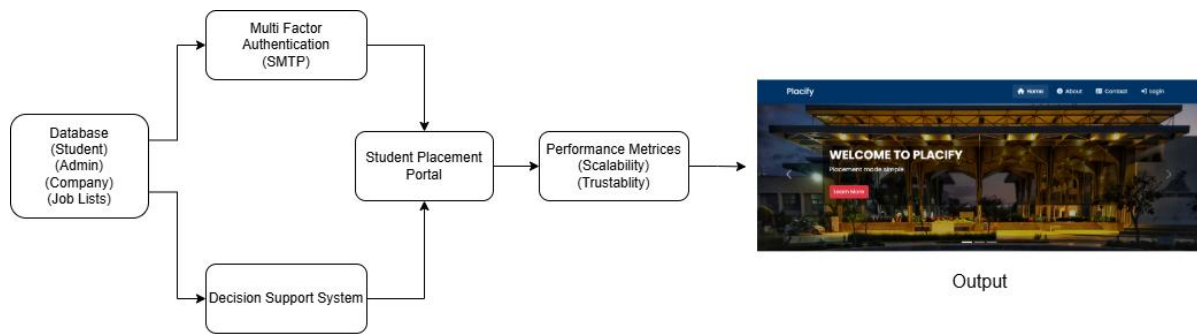 Multi Factor
Authentication
(SMTP)
Database
(Student)
(Admin)
(Company)
(Job Lists)
Student Placement
Portal
Performance Metrices
(Scalability)
(Trustablity)
Decision Support System
Placify
Home About Contact Login
WELCOME TO PLACIFY
Placement made simple.
Learn More
Output